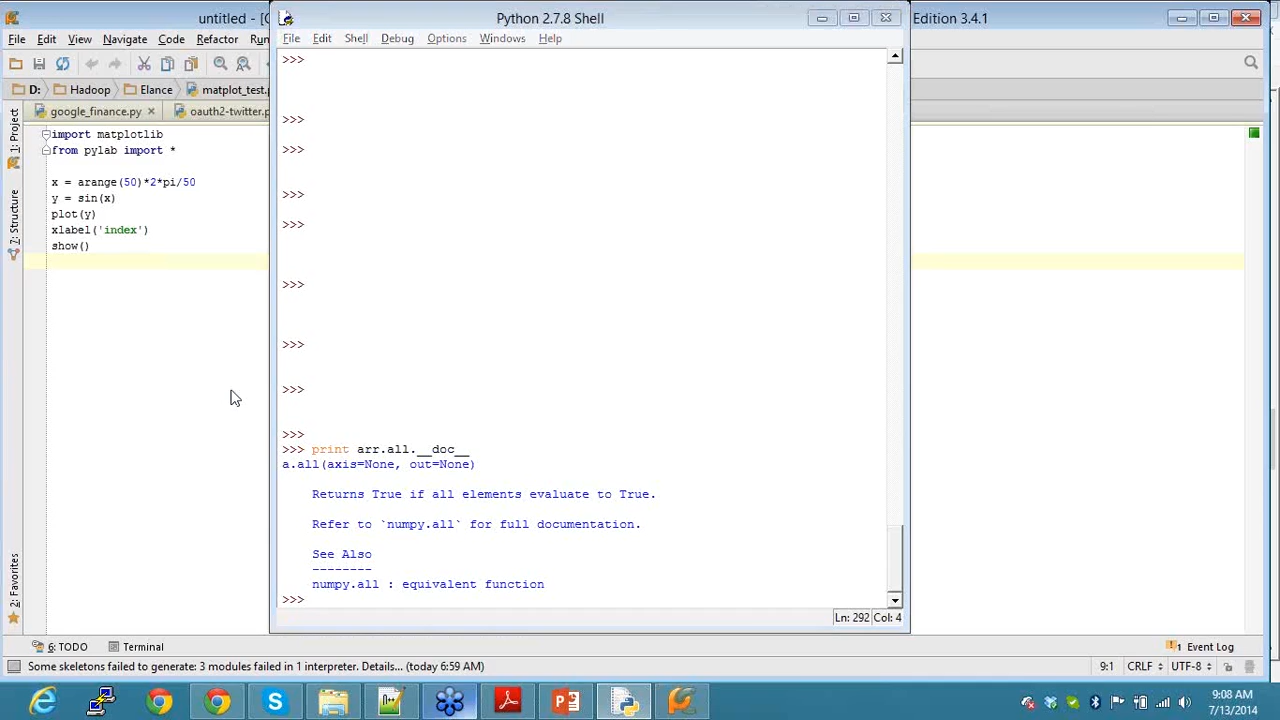 untitled - [
Python 2.7.8 Shell
Edition 3.4.1
File Edit View Navigate Code Refactor Run
File Edit Shell Debug Options Windows Help
D: Hadoop Elance matplot_test.p
google_finance.py oauth2-twitter.p
1: Project
7: Structure
2: Favorites
import matplotlib
from pylab import *
x = arange(50)*2*pi/50
y = sin(x)
plot(y)
xlabel('index')
show()
>>>
>>>
>>>
>>>
>>>
>>>
>>>
>>>
>>>
>>> print arr.all.__doc__
a.all(axis=None, out=None)
Returns True if all elements evaluate to True.
Refer to `numpy.all` for full documentation.
See Also
--------
numpy.all : equivalent function
>>>
Ln: 292 Col: 4
6: TODO Terminal
1 Event Log
Some skeletons failed to generate: 3 modules failed in 1 interpreter. Details... (today 6:59 AM)
9:1 CRLF UTF-8
9:08 AM
7/13/2014